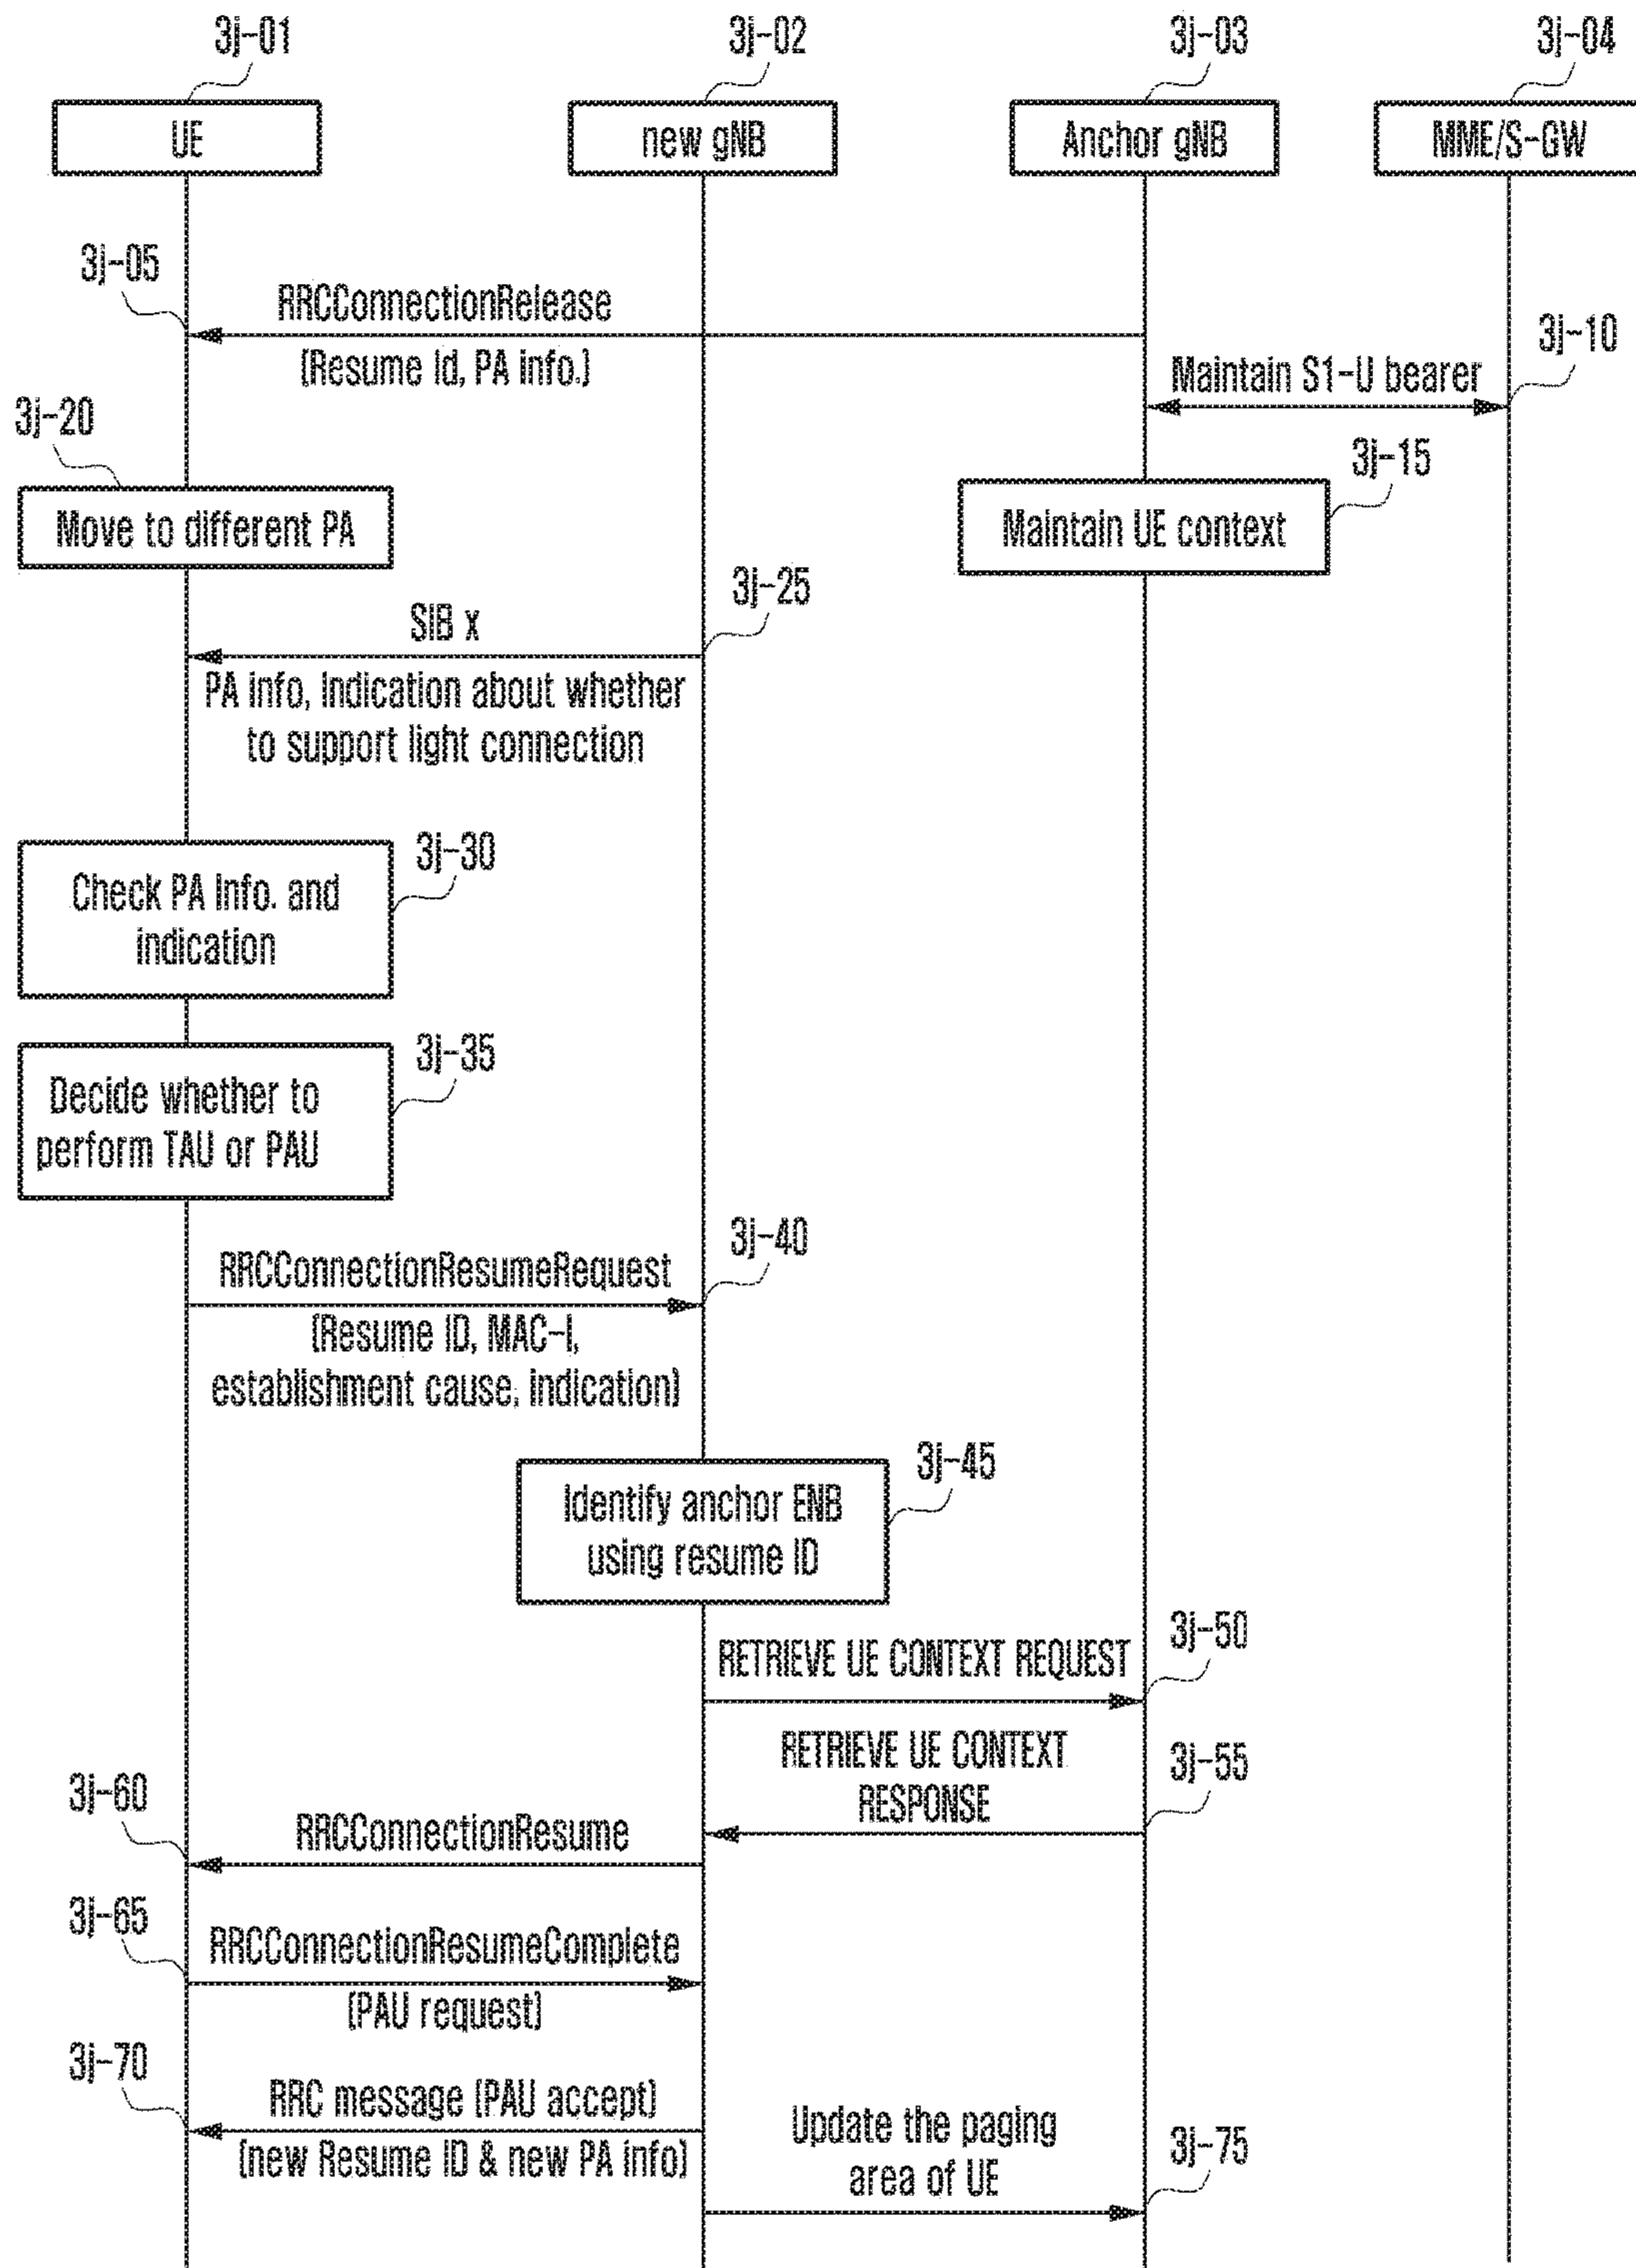 3j-01
3j-02
3j-03
3j-04
UE
new gNB
Anchor gNB
MME/S-GW
3j-05
RRCConnectionRelease
(Resume Id, PA info.)
3j-10
Maintain S1-U bearer
3j-20
Move to different PA
3j-15
Maintain UE context
3j-25
SIB x
PA info, Indication about whether
to support light connection
3j-30
Check PA info. and
indication
3j-35
Decide whether to
perform TAU or PAU
3j-40
RRCConnectionResumeRequest
(Resume ID, MAC-I,
establishment cause, indication)
3j-45
Identify anchor ENB
using resume ID
3j-50
RETRIEVE UE CONTEXT REQUEST
3j-55
RETRIEVE UE CONTEXT
RESPONSE
3j-60
RRCConnectionResume
3j-65
RRCConnectionResumeComplete
(PAU request)
3j-70
RRC message (PAU accept)
(new Resume ID & new PA info)
Update the paging
area of UE
3j-75